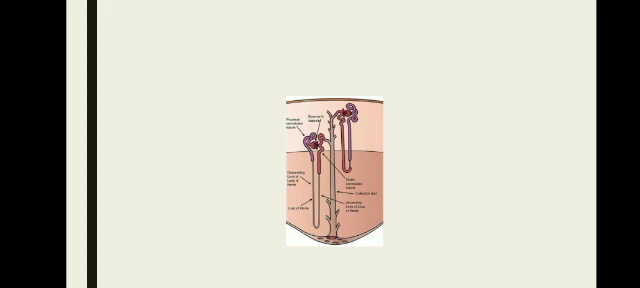 Proximal
convoluted
tubule
Bowman's
capsule
Descending
Limb of
Loop of
Henle
Loop of Henle
Distal
convoluted
tubule
Collection duct
Ascending
Limb of Loop
of Henle